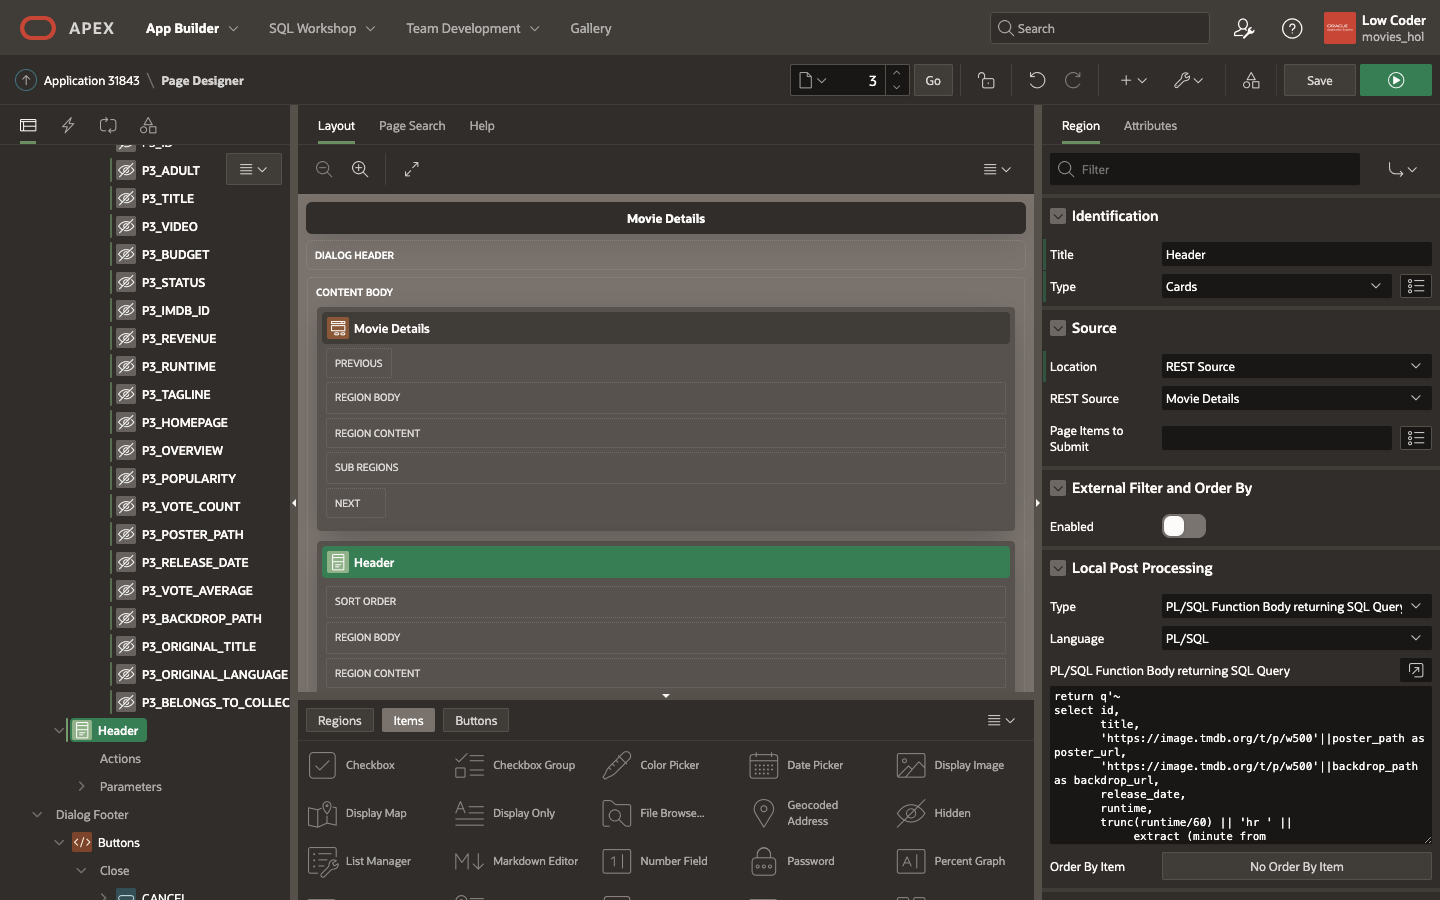 APEX
App Builder
SQL Workshop
Team Development
Gallery
Search
Low Coder
movies_hol
Application 31843 \ Page Designer
3
Go
Save
P3_ID
P3_ADULT
P3_TITLE
P3_VIDEO
P3_BUDGET
P3_STATUS
P3_IMDB_ID
P3_REVENUE
P3_RUNTIME
P3_TAGLINE
P3_HOMEPAGE
P3_OVERVIEW
P3_POPULARITY
P3_VOTE_COUNT
P3_POSTER_PATH
P3_RELEASE_DATE
P3_VOTE_AVERAGE
P3_BACKDROP_PATH
P3_ORIGINAL_TITLE
P3_ORIGINAL_LANGUAGE
P3_BELONGS_TO_COLLEC
Header
Actions
Parameters
Dialog Footer
Buttons
Close
CANCEL
Layout
Page Search
Help
Movie Details
DIALOG HEADER
CONTENT BODY
Movie Details
PREVIOUS
REGION BODY
REGION CONTENT
SUB REGIONS
NEXT
Header
SORT ORDER
REGION BODY
REGION CONTENT
Regions
Items
Buttons
Checkbox
Checkbox Group
Color Picker
Date Picker
Display Image
Display Map
Display Only
File Browse...
Geocoded
Address
Hidden
List Manager
Markdown Editor
Number Field
Password
Percent Graph
Region
Attributes
Filter
Identification
Title
Header
Type
Cards
Source
Location
REST Source
REST Source
Movie Details
Page Items to
Submit
External Filter and Order By
Enabled
Local Post Processing
Type
PL/SQL Function Body returning SQL Query
Language
PL/SQL
PL/SQL Function Body returning SQL Query
return q'~
select id,
title,
'https://image.tmdb.org/t/p/w500'||poster_path as
poster_url,
'https://image.tmdb.org/t/p/w500'||backdrop_path
as backdrop_url,
release_date,
runtime,
trunc(runtime/60) || 'hr ' ||
extract (minute from
Order By Item
No Order By Item